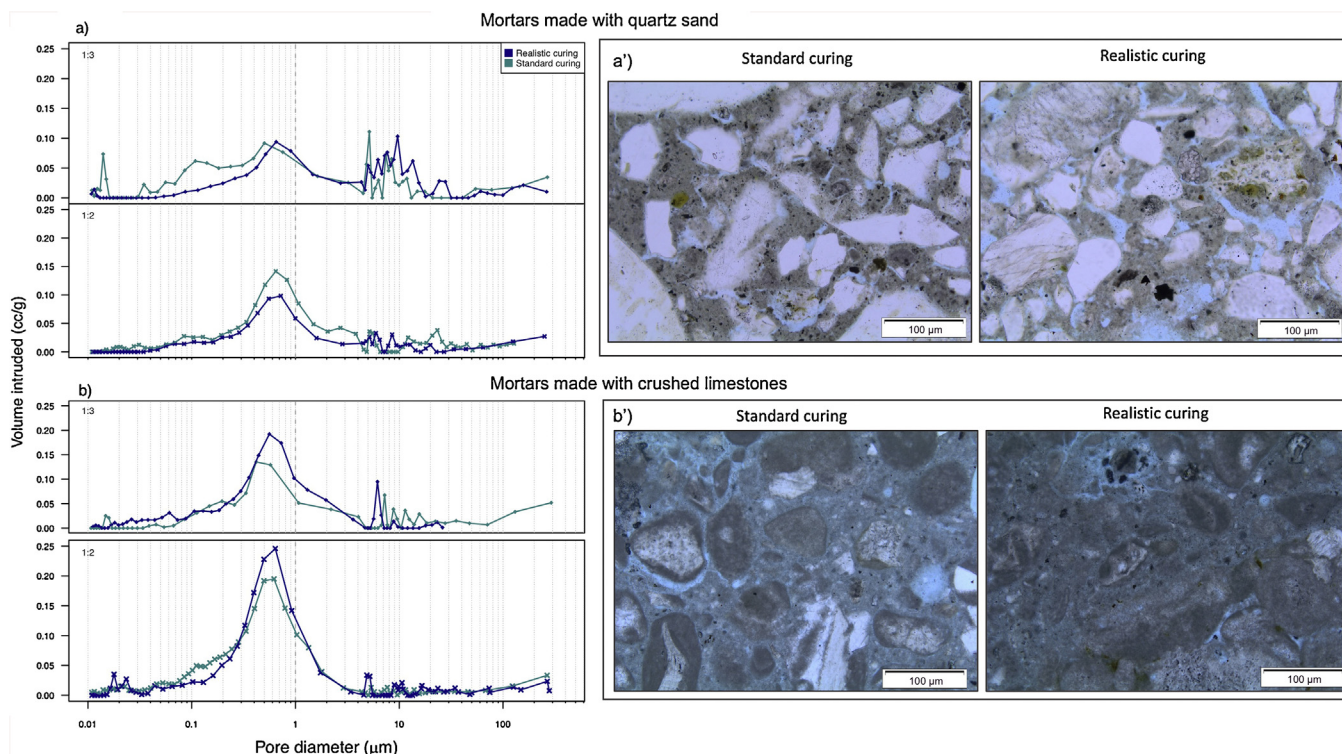 Mortars made with quartz sand
a)
1:3
Realistic curing
Standard curing
0.25
0.20
0.15
0.10
0.05
0.00
1:2
0.25
0.20
0.15
0.10
0.05
0.00
a')
Standard curing
Realistic curing
100 µm
100 µm
Volume intruded (cc/g)
Mortars made with crushed limestones
b)
1:3
0.25
0.20
0.15
0.10
0.05
0.00
1:2
0.25
0.20
0.15
0.10
0.05
0.00
0.01
0.1
1
10
100
Pore diameter (µm)
b')
Standard curing
Realistic curing
100 µm
100 µm